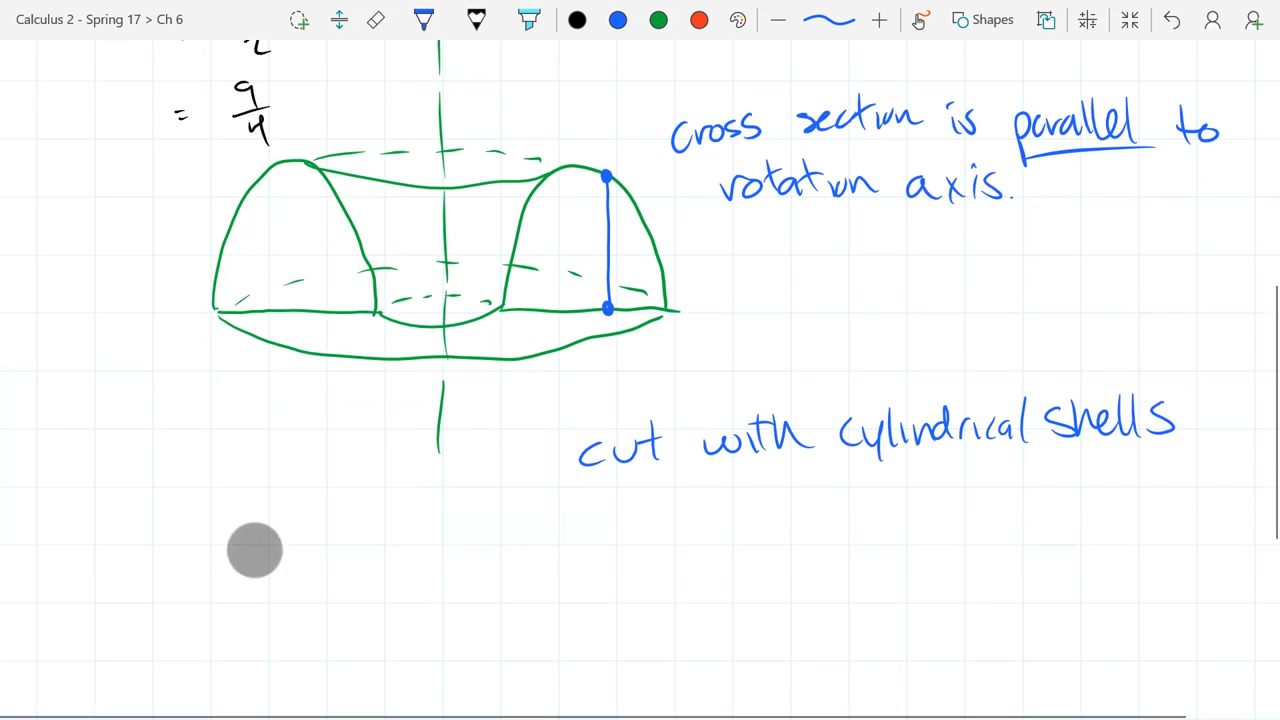 Calculus 2 - Spring 17 > Ch 6
Shapes
2
= 9/4
cross section is parallel to
rotation axis.
cut with cylindrical shells